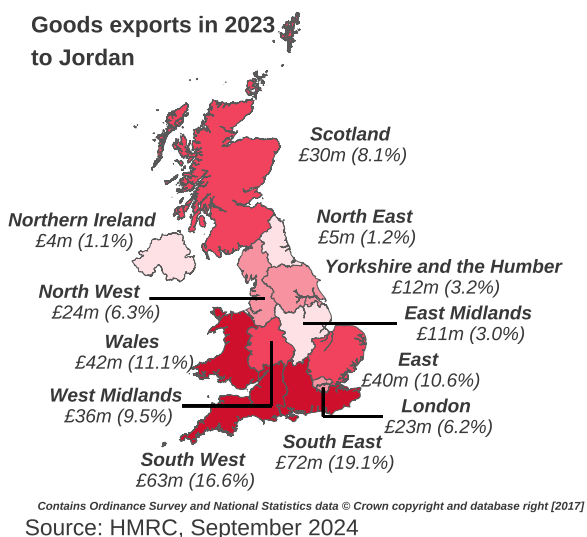 Goods exports in 2023
to Jordan
Scotland
£30m (8.1%)
Northern Ireland
£4m (1.1%)
North East
£5m (1.2%)
Yorkshire and the Humber
£12m (3.2%)
North West
£24m (6.3%)
East Midlands
£11m (3.0%)
Wales
£42m (11.1%)
East
£40m (10.6%)
West Midlands
£36m (9.5%)
London
£23m (6.2%)
South East
£72m (19.1%)
South West
£63m (16.6%)
Contains Ordinance Survey and National Statistics data © Crown copyright and database right [2017]
Source: HMRC, September 2024